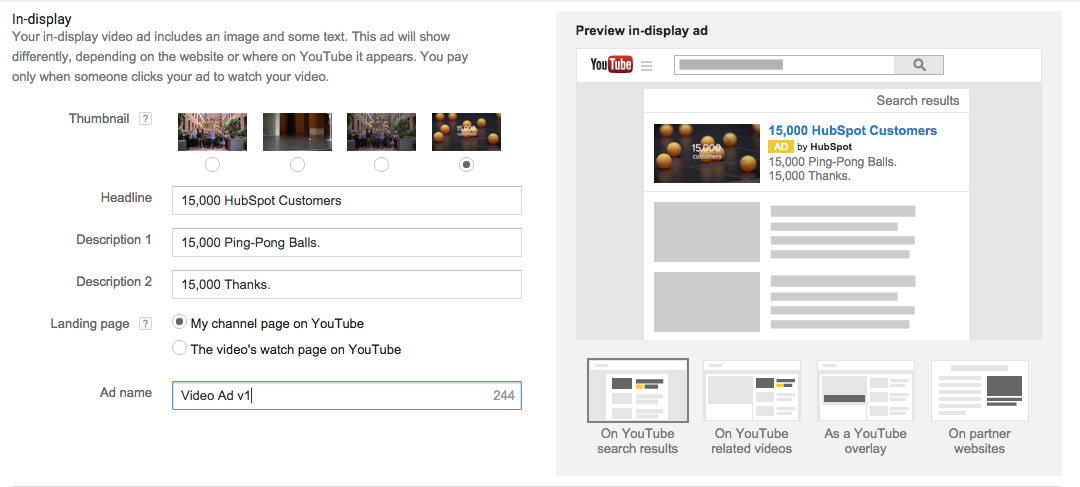 In-display
Your in-display video ad includes an image and some text. This ad will show
differently, depending on the website or where on YouTube it appears. You pay
only when someone clicks your ad to watch your video.
Thumbnail ?
15,000
customers
Headline 15,000 HubSpot Customers
Description 1 15,000 Ping-Pong Balls.
Description 2 15,000 Thanks.
Landing page ? My channel page on YouTube
The video's watch page on YouTube
Ad name Video Ad v1 244
Preview in-display ad
YouTube
Search results
15,000
customers
15,000 HubSpot Customers
AD by HubSpot
15,000 Ping-Pong Balls.
15,000 Thanks.
On YouTube
search results
On YouTube
related videos
As a YouTube
overlay
On partner
websites